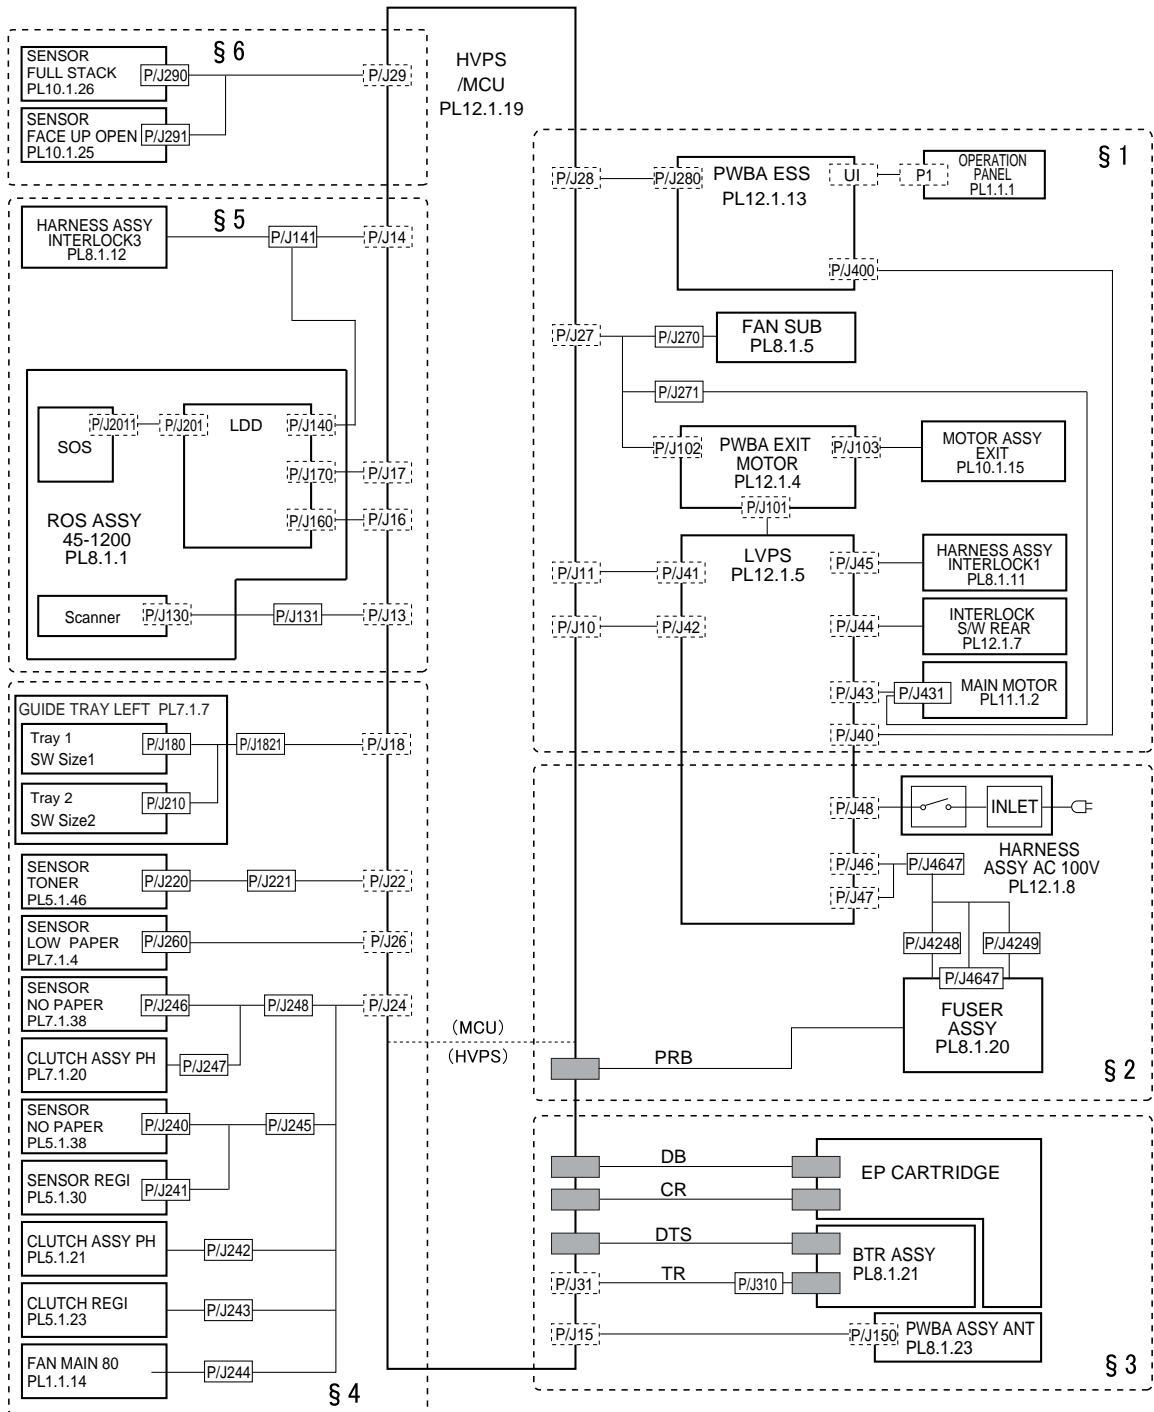 § 6
SENSOR
FULL STACK
PL10.1.26
P/J290
P/J29
SENSOR
FACE UP OPEN
PL10.1.25
P/J291
HVPS
/MCU
PL12.1.19
§ 5
HARNESS ASSY
INTERLOCK3
PL8.1.12
P/J141
P/J14
SOS
P/J2011
P/J201
LDD
P/J140
P/J170
P/J17
P/J160
P/J16
ROS ASSY
45-1200
PL8.1.1
Scanner
P/J130
P/J131
P/J13
GUIDE TRAY LEFT PL7.1.7
Tray 1
SW Size1
P/J180
P/J1821
P/J18
Tray 2
SW Size2
P/J210
SENSOR
TONER
PL5.1.46
P/J220
P/J221
P/J22
SENSOR
LOW PAPER
PL7.1.4
P/J260
P/J26
SENSOR
NO PAPER
PL7.1.38
P/J246
P/J248
P/J24
CLUTCH ASSY PH
PL7.1.20
P/J247
SENSOR
NO PAPER
PL5.1.38
P/J240
P/J245
SENSOR REGI
PL5.1.30
P/J241
CLUTCH ASSY PH
PL5.1.21
P/J242
CLUTCH REGI
PL5.1.23
P/J243
FAN MAIN 80
PL1.1.14
P/J244
§ 4
(MCU)
(HVPS)
§ 1
P/J28
P/J280
PWBA ESS
PL12.1.13
UI
P1
OPERATION
PANEL
PL1.1.1
P/J400
P/J27
P/J270
FAN SUB
PL8.1.5
P/J271
P/J102
PWBA EXIT
MOTOR
PL12.1.4
P/J103
MOTOR ASSY
EXIT
PL10.1.15
P/J101
P/J11
P/J41
LVPS
PL12.1.5
P/J45
HARNESS ASSY
INTERLOCK1
PL8.1.11
P/J10
P/J42
P/J44
INTERLOCK
S/W REAR
PL12.1.7
P/J43
P/J431
MAIN MOTOR
PL11.1.2
P/J40
P/J48
INLET
HARNESS
ASSY AC 100V
PL12.1.8
P/J46
P/J4647
P/J47
P/J4248
P/J4249
P/J4647
FUSER
ASSY
PL8.1.20
PRB
§ 2
DB
EP CARTRIDGE
CR
DTS
BTR ASSY
PL8.1.21
P/J31
TR
P/J310
P/J15
P/J150
PWBA ASSY ANT
PL8.1.23
§ 3